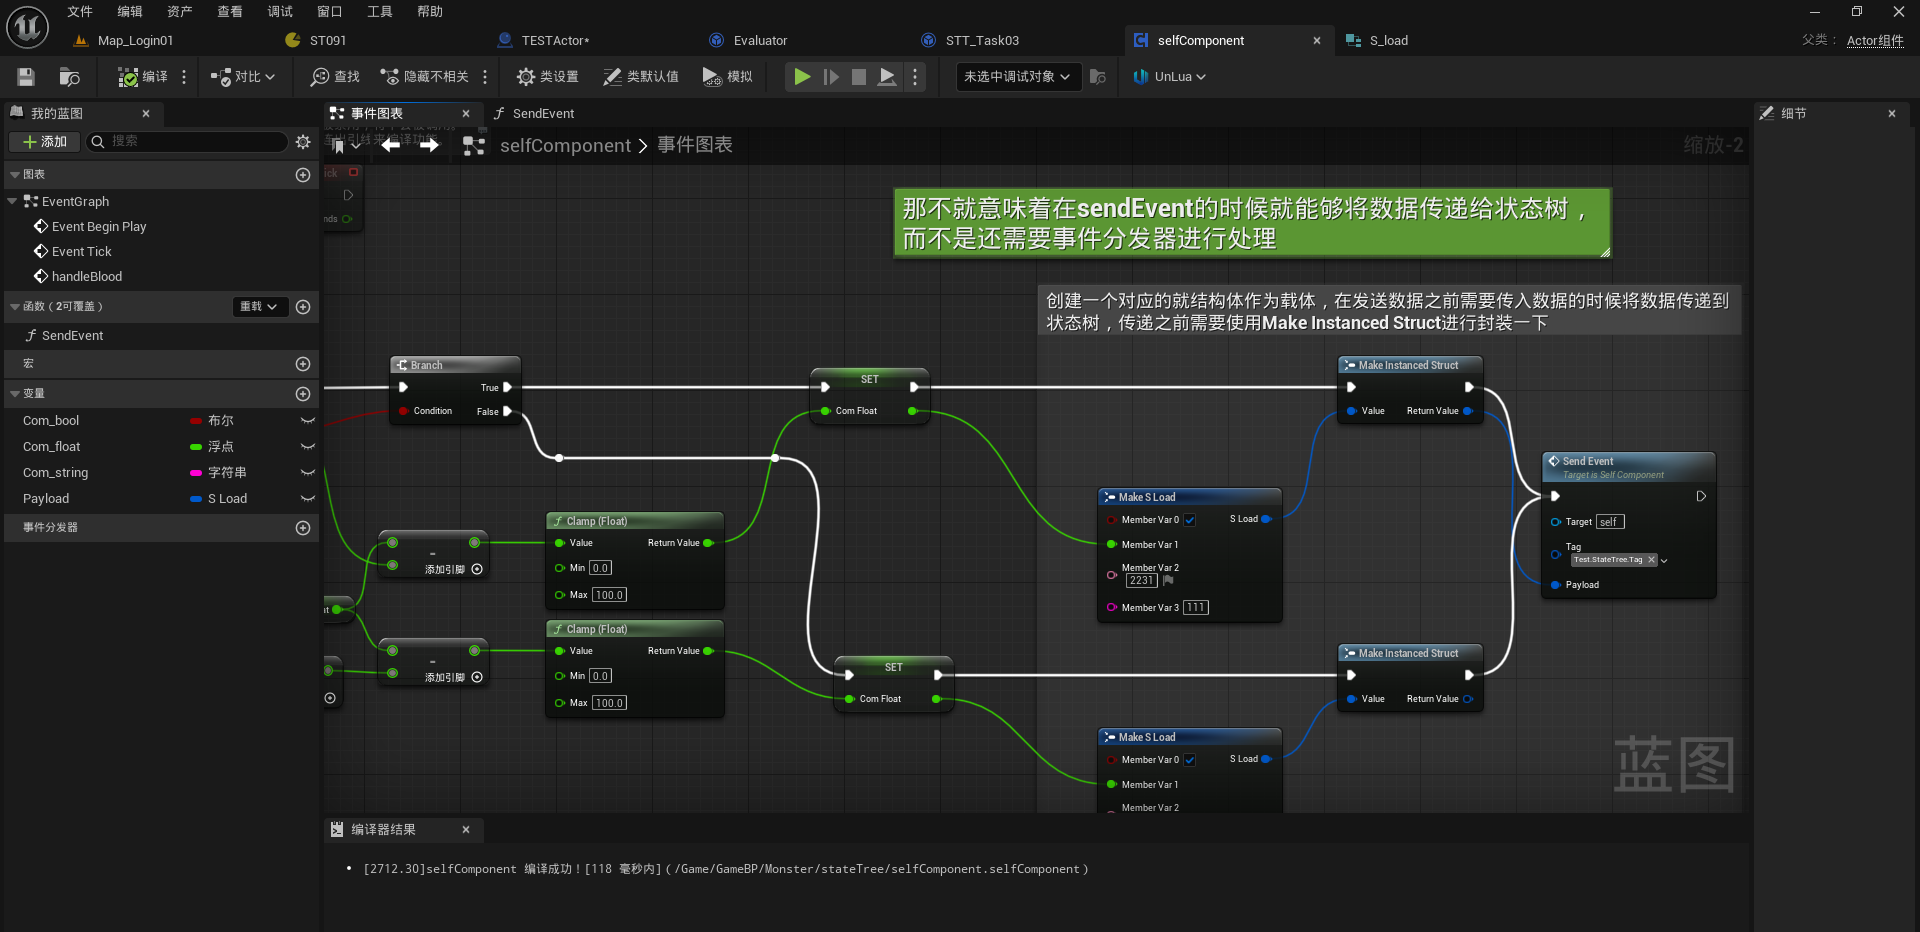 文件 编辑 资产 查看 调试 窗口 工具 帮助
Map_Login01 ST091 TESTActor* Evaluator STT_Task03 selfComponent S_load
父类： Actor组件
编译 对比 查找 隐藏不相关 类设置 类默认值 模拟 未选中调试对象 UnLua
我的蓝图
添加 搜索
图表
EventGraph
Event Begin Play
Event Tick
handleBlood
函数（2可覆盖） 重载
SendEvent
宏
变量
Com_bool 布尔
Com_float 浮点
Com_string 字符串
Payload S Load
事件分发器
事件图表 SendEvent
selfComponent 事件图表
缩放-2
那不就意味着在sendEvent的时候就能够将数据传递给状态树，
而不是还需要事件分发器进行处理
创建一个对应的就结构体作为载体，在发送数据之前需要传入数据的时候将数据传递到
状态树，传递之前需要使用Make Instanced Struct进行封装一下
Branch
True
Condition False
SET
Com Float
Make Instanced Struct
Value Return Value
Send Event
Target is Self Component
Target self
Tag
Test.StateTree.Tag
Payload
Make S Load
Member Var 0 S Load
Member Var 1
Member Var 2
2231
Member Var 3 111
-
添加引脚
Clamp (Float)
Value Return Value
Min 0.0
Max 100.0
-
添加引脚
Clamp (Float)
Value Return Value
Min 0.0
Max 100.0
SET
Com Float
Make Instanced Struct
Value Return Value
Make S Load
Member Var 0 S Load
Member Var 1
Member Var 2
蓝图
编译器结果
[2712.30]selfComponent 编译成功！[118 毫秒内]（/Game/GameBP/Monster/stateTree/selfComponent.selfComponent）
细节